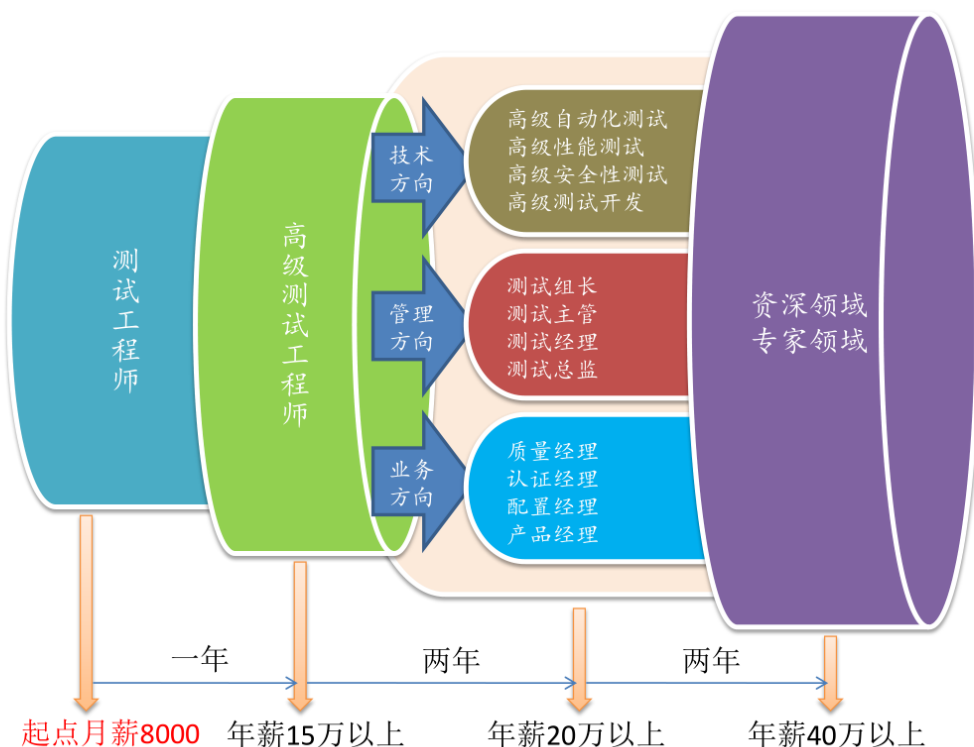 测试工程师
高级测试工程师
技术
方向
高级自动化测试
高级性能测试
高级安全性测试
高级测试开发
管理
方向
测试组长
测试主管
测试经理
测试总监
业务
方向
质量经理
认证经理
配置经理
产品经理
资深领域
专家领域
一年
两年
两年
起点月薪8000
年薪15万以上
年薪20万以上
年薪40万以上